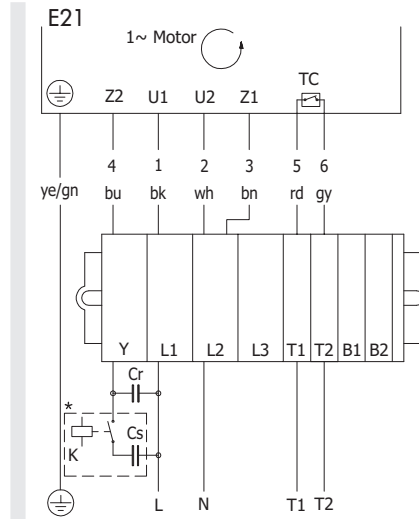 E21
1~ Motor
TC
Z2 U1 U2 Z1
4 1 2 3 5 6
ye/gn bu bk wh bn rd gy
Y L1 L2 L3 T1 T2 B1 B2
Cr
*
Cs
K
L N T1 T2